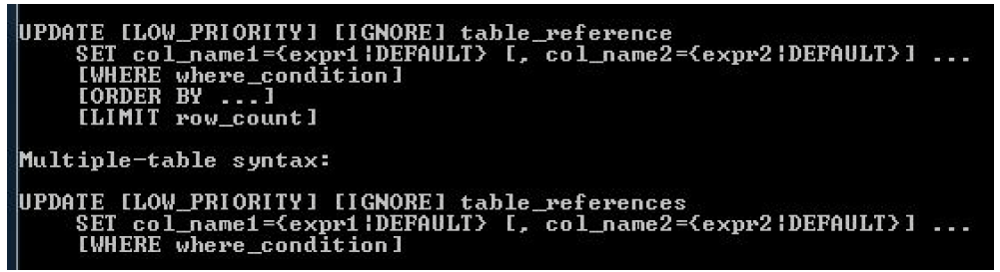 UPDATE [LOW_PRIORITY] [IGNORE] table_reference
    SET col_name1={expr1|DEFAULT} [, col_name2={expr2|DEFAULT}] ...
    [WHERE where_condition]
    [ORDER BY ...]
    [LIMIT row_count]
Multiple-table syntax:
UPDATE [LOW_PRIORITY] [IGNORE] table_references
    SET col_name1={expr1|DEFAULT} [, col_name2={expr2|DEFAULT}] ...
    [WHERE where_condition]